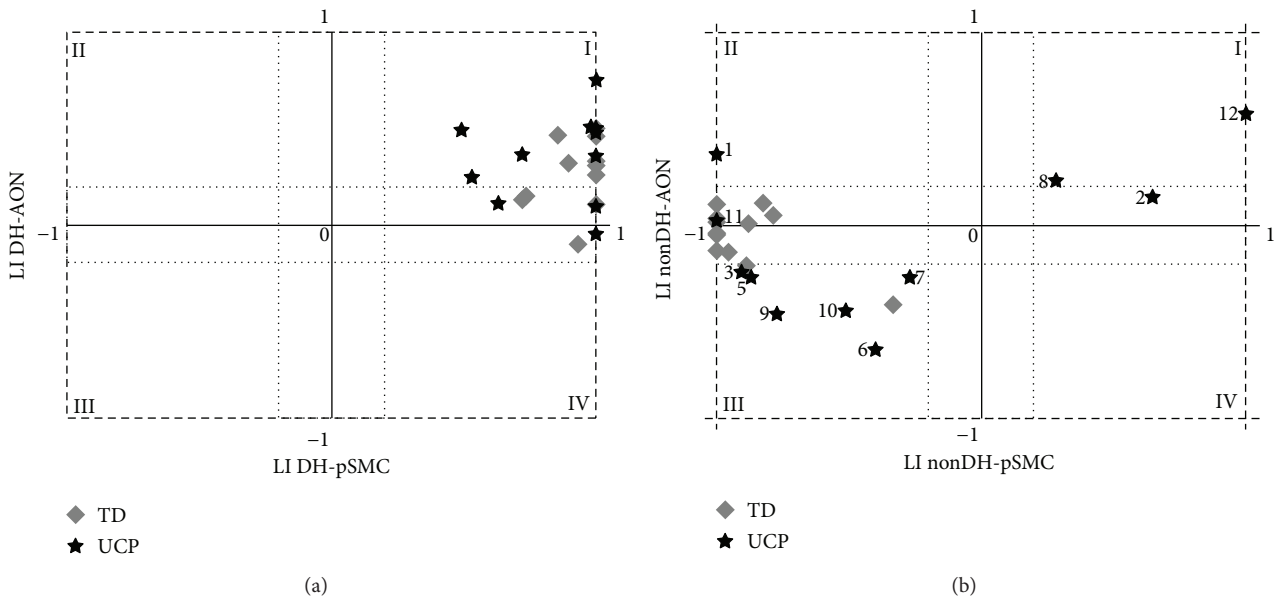 1
II
I
LI DH-AON
−1
0
1
III
IV
−1
LI DH-pSMC
TD
UCP
(a)
1
II
I
12
1
8
2
11
LI nonDH-AON
−1
0
1
3
5
7
9
10
6
III
IV
−1
LI nonDH-pSMC
TD
UCP
(b)